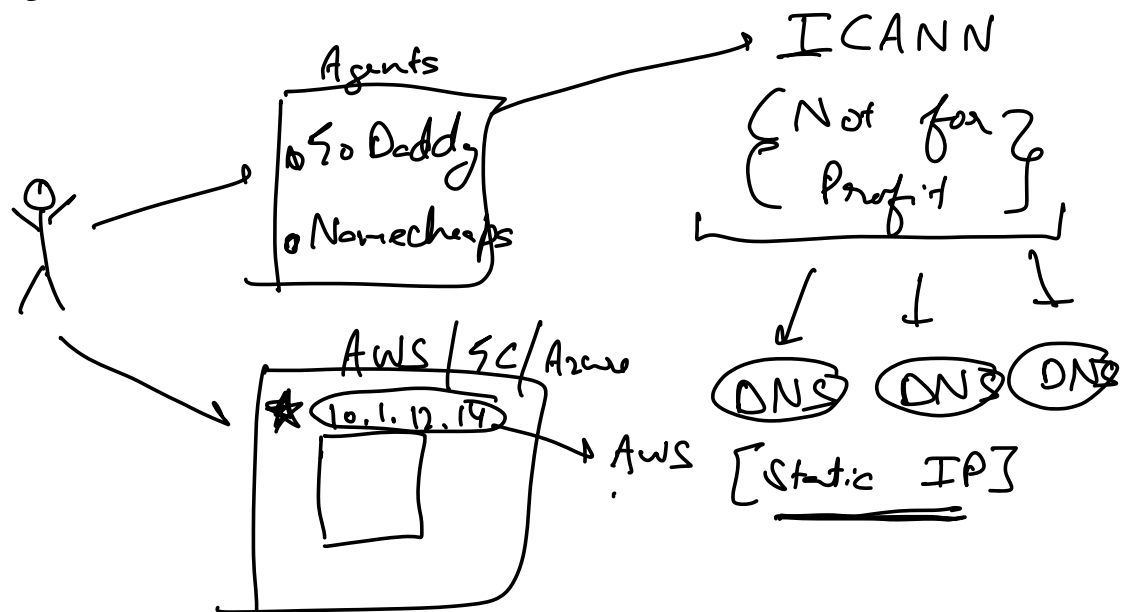 Agents
Go Daddy
Namecheaps
ICANN
{Not for
Profit}
AWS / GC / Azure
10.1.12.14
AWS
DNS DNS DNS
[Static IP]